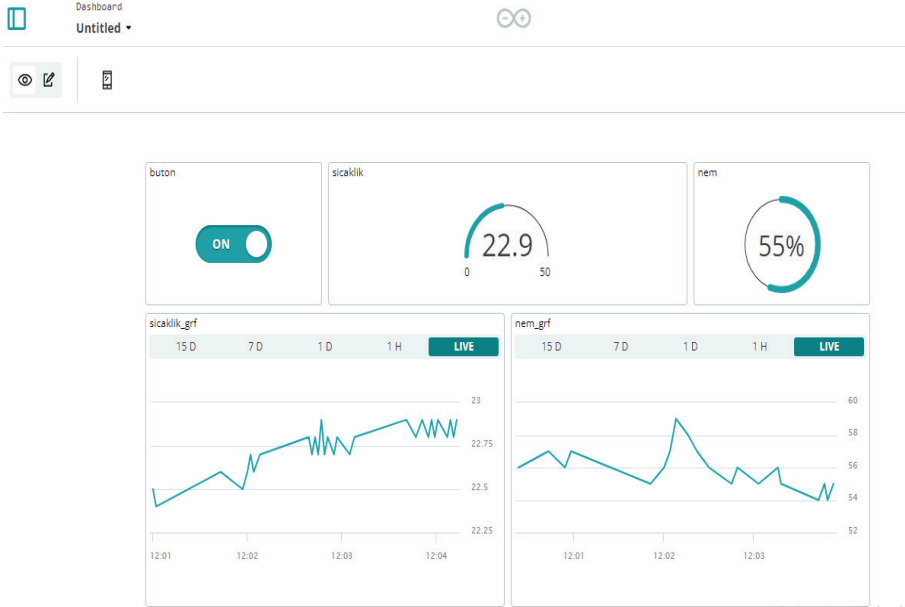 Dashboard
Untitled
buton
ON
sicaklik
22.9
0 50
nem
55%
sicaklik_grf
15 D 7 D 1 D 1 H LIVE
23
22.75
22.5
22.25
12:01 12:02 12:03 12:04
nem_grf
15 D 7 D 1 D 1 H LIVE
60
58
56
54
52
12:01 12:02 12:03